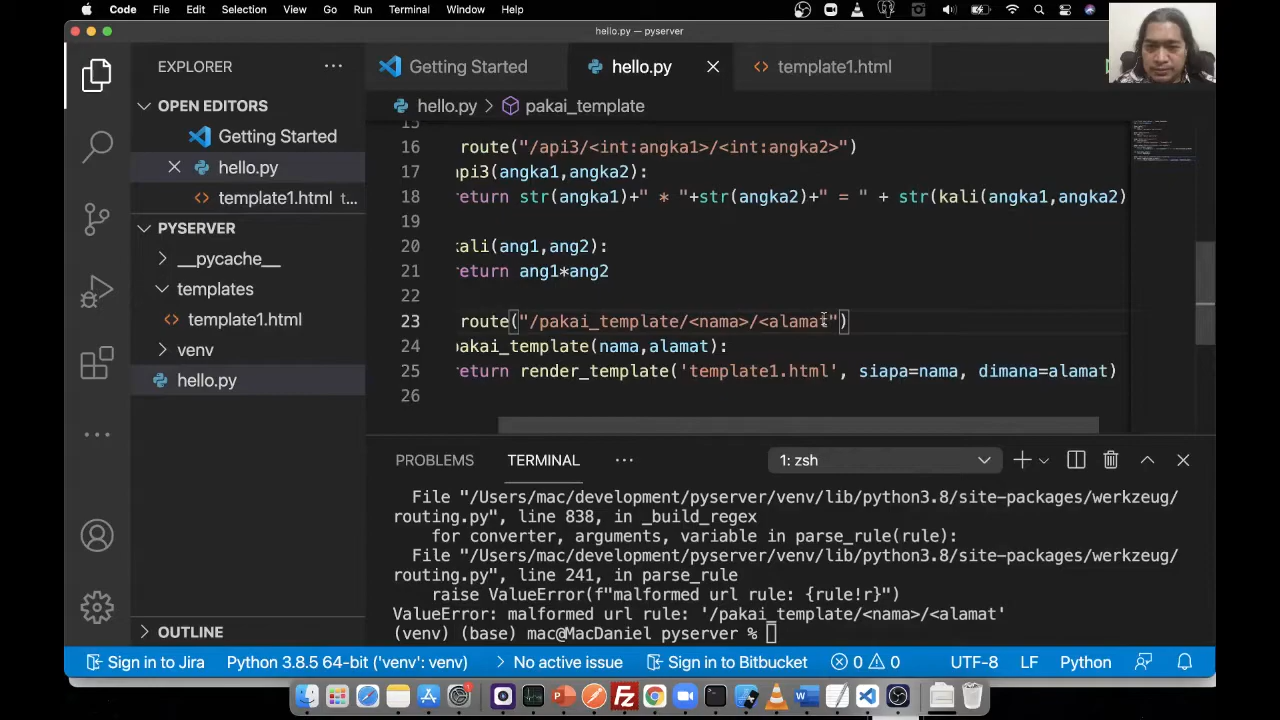 Code File Edit Selection View Go Run Terminal Window Help
hello.py — pyserver
EXPLORER
Getting Started
hello.py
template1.html
OPEN EDITORS
hello.py > pakai_template
Getting Started
hello.py
template1.html t...
PYSERVER
__pycache__
templates
template1.html
venv
hello.py
OUTLINE
15
16 route("/api3/<int:angka1>/<int:angka2>")
17 api3(angka1,angka2):
18 return str(angka1)+" * "+str(angka2)+" = " + str(kali(angka1,angka2)
19
20 kali(ang1,ang2):
21 return ang1*ang2
22
23 route("/pakai_template/<nama>/<alamat")
24 pakai_template(nama,alamat):
25 return render_template('template1.html', siapa=nama, dimana=alamat)
26
PROBLEMS TERMINAL ... 1: zsh
File "/Users/mac/development/pyserver/venv/lib/python3.8/site-packages/werkzeug/
routing.py", line 838, in _build_regex
for converter, arguments, variable in parse_rule(rule):
File "/Users/mac/development/pyserver/venv/lib/python3.8/site-packages/werkzeug/
routing.py", line 241, in parse_rule
raise ValueError(f"malformed url rule: {rule!r}")
ValueError: malformed url rule: '/pakai_template/<nama>/<alamat'
(venv) (base) mac@MacDaniel pyserver %
Sign in to Jira Python 3.8.5 64-bit ('venv': venv) No active issue Sign in to Bitbucket 0 0 UTF-8 LF Python